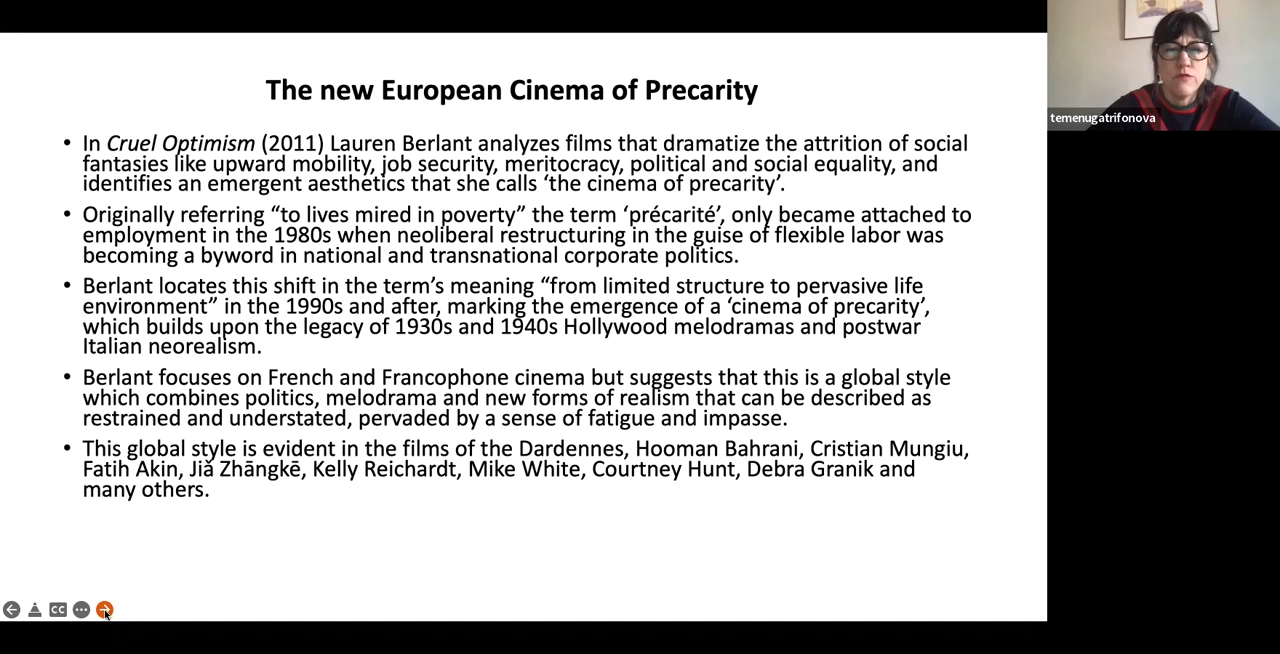 The new European Cinema of Precarity
• In Cruel Optimism (2011) Lauren Berlant analyzes films that dramatize the attrition of social
fantasies like upward mobility, job security, meritocracy, political and social equality, and
identifies an emergent aesthetics that she calls ‘the cinema of precarity’.
• Originally referring “to lives mired in poverty” the term ‘précarité’, only became attached to
employment in the 1980s when neoliberal restructuring in the guise of flexible labor was
becoming a byword in national and transnational corporate politics.
• Berlant locates this shift in the term’s meaning “from limited structure to pervasive life
environment” in the 1990s and after, marking the emergence of a ‘cinema of precarity’,
which builds upon the legacy of 1930s and 1940s Hollywood melodramas and postwar
Italian neorealism.
• Berlant focuses on French and Francophone cinema but suggests that this is a global style
which combines politics, melodrama and new forms of realism that can be described as
restrained and understated, pervaded by a sense of fatigue and impasse.
• This global style is evident in the films of the Dardennes, Hooman Bahrani, Cristian Mungiu,
Fatih Akin, Jiǎ Zhāngkē, Kelly Reichardt, Mike White, Courtney Hunt, Debra Granik and
many others.
temenugatrifonova
CC